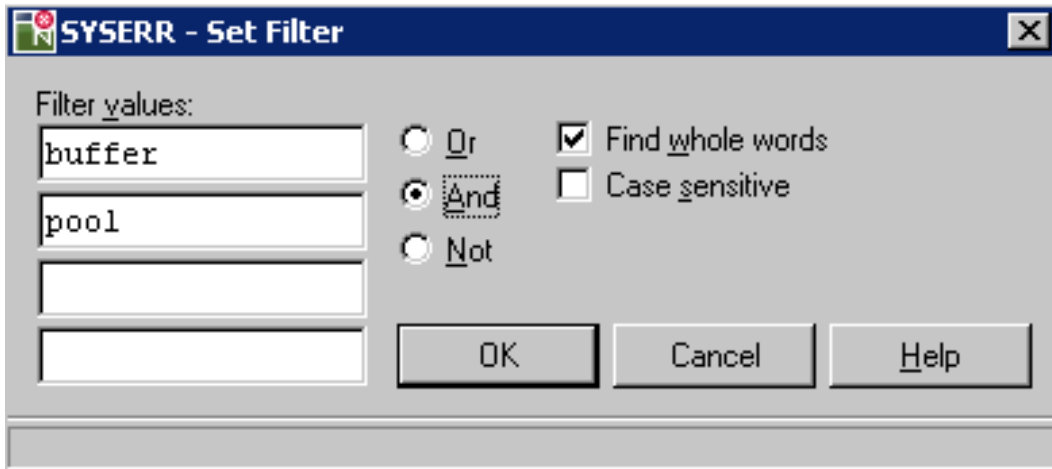 SYSERR - Set Filter
Filter values:
buffer
pool
Or
And
Not
Find whole words
Case sensitive
OK
Cancel
Help